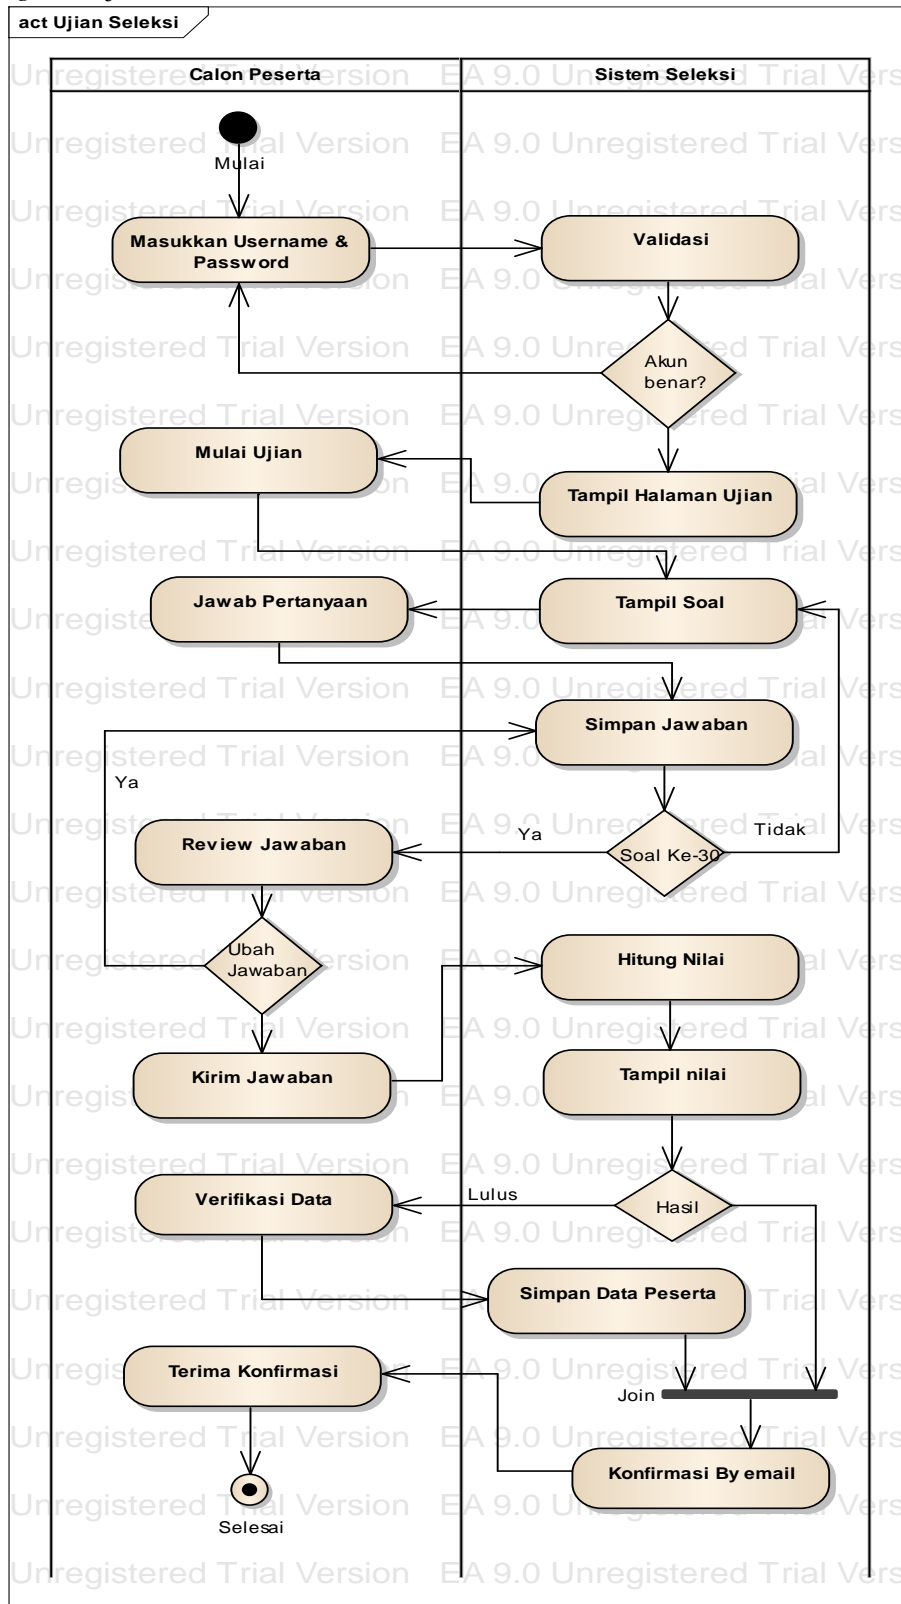 act Ujian Seleksi
Calon Peserta
Sistem Seleksi
Mulai
Masukkan Username &
Password
Validasi
Akun
benar?
Mulai Ujian
Tampil Halaman Ujian
Jawab Pertanyaan
Tampil Soal
Simpan Jawaban
Ya
Review Jawaban
Ya
Soal Ke-30
Tidak
Ubah
Jawaban
Hitung Nilai
Kirim Jawaban
Tampil nilai
Verifikasi Data
Lulus
Hasil
Simpan Data Peserta
Terima Konfirmasi
Join
Konfirmasi By email
Selesai
Unregistered Trial Version EA 9.0 Unregistered Trial Vers